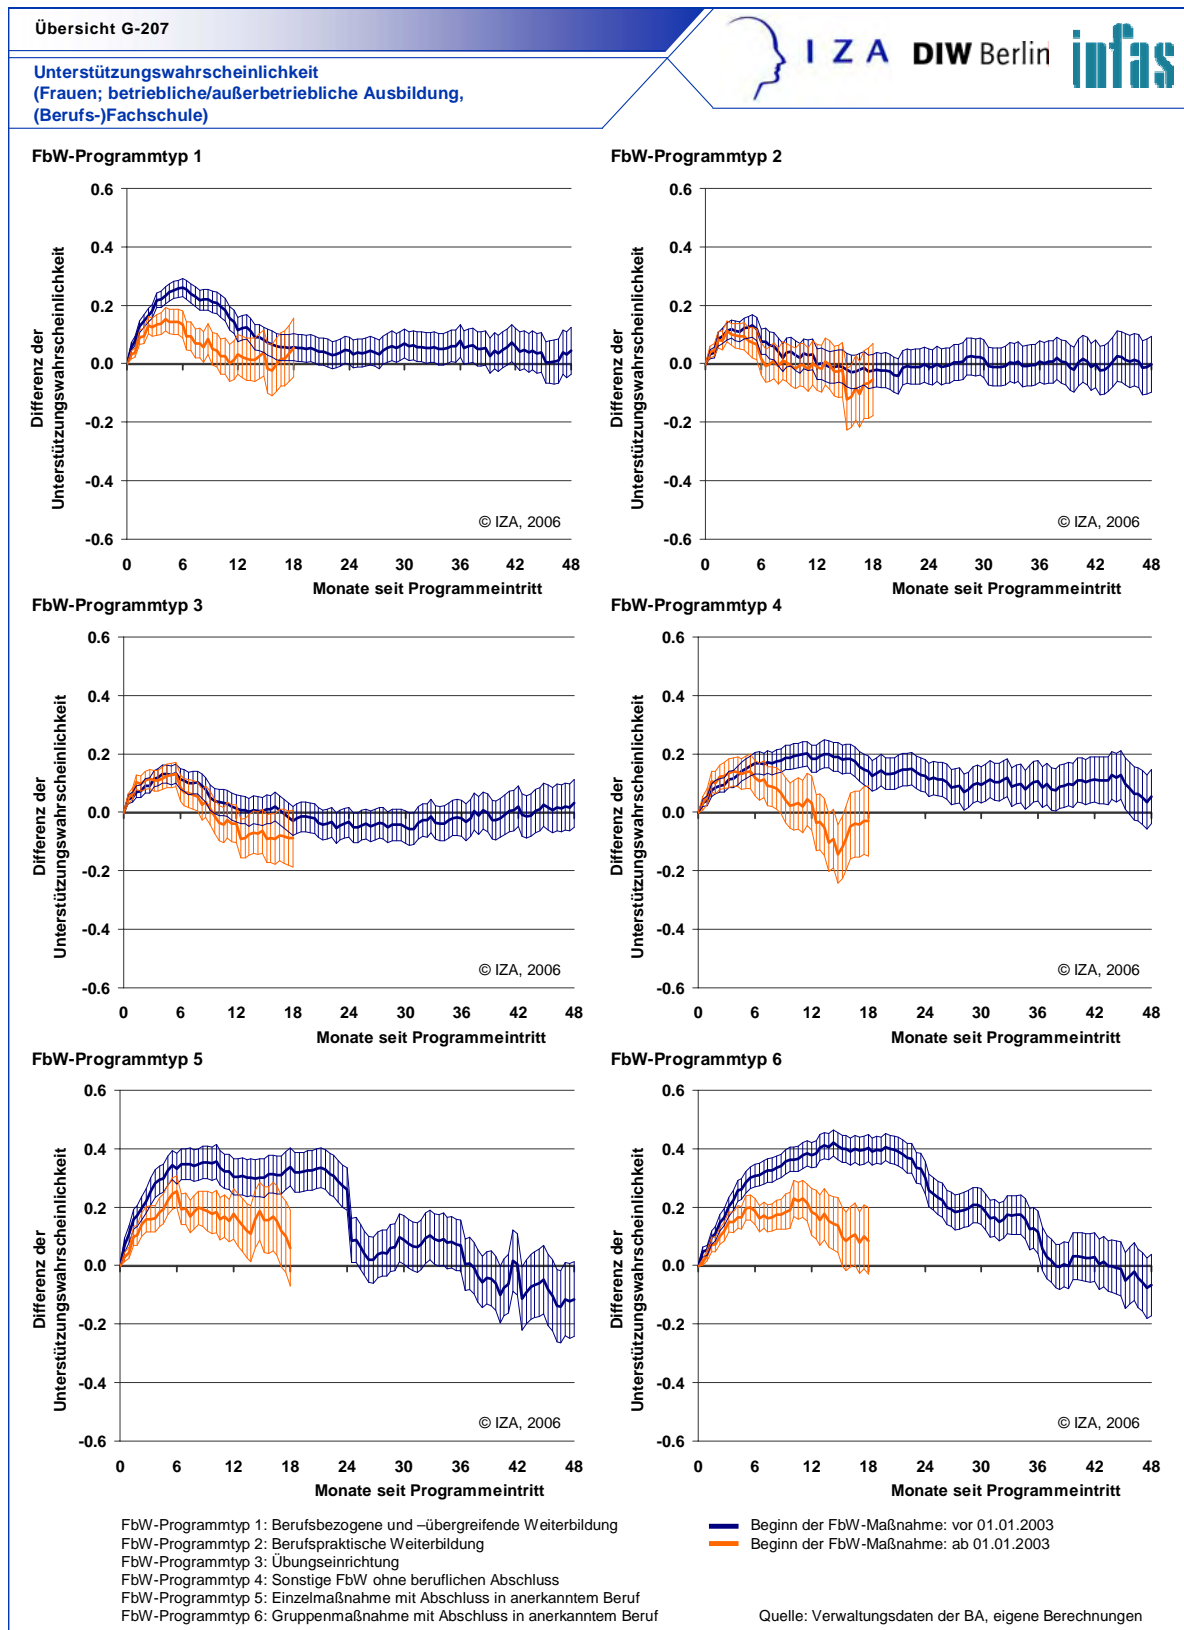 Übersicht G-207
IZA DIW Berlin infas
Unterstützungswahrscheinlichkeit
(Frauen; betriebliche/außerbetriebliche Ausbildung,
(Berufs-)Fachschule)
FbW-Programmtyp 1
Differenz der
Unterstützungswahrscheinlichkeit
0.6
0.4
0.2
0.0
-0.2
-0.4
-0.6
© IZA, 2006
0 6 12 18 24 30 36 42 48
Monate seit Programmeintritt
FbW-Programmtyp 2
Differenz der
Unterstützungswahrscheinlichkeit
0.6
0.4
0.2
0.0
-0.2
-0.4
-0.6
© IZA, 2006
0 6 12 18 24 30 36 42 48
Monate seit Programmeintritt
FbW-Programmtyp 3
Differenz der
Unterstützungswahrscheinlichkeit
0.6
0.4
0.2
0.0
-0.2
-0.4
-0.6
© IZA, 2006
0 6 12 18 24 30 36 42 48
Monate seit Programmeintritt
FbW-Programmtyp 4
Differenz der
Unterstützungswahrscheinlichkeit
0.6
0.4
0.2
0.0
-0.2
-0.4
-0.6
© IZA, 2006
0 6 12 18 24 30 36 42 48
Monate seit Programmeintritt
FbW-Programmtyp 5
Differenz der
Unterstützungswahrscheinlichkeit
0.6
0.4
0.2
0.0
-0.2
-0.4
-0.6
© IZA, 2006
0 6 12 18 24 30 36 42 48
Monate seit Programmeintritt
FbW-Programmtyp 6
Differenz der
Unterstützungswahrscheinlichkeit
0.6
0.4
0.2
0.0
-0.2
-0.4
-0.6
© IZA, 2006
0 6 12 18 24 30 36 42 48
Monate seit Programmeintritt
FbW-Programmtyp 1: Berufsbezogene und –übergreifende Weiterbildung
FbW-Programmtyp 2: Berufspraktische Weiterbildung
FbW-Programmtyp 3: Übungseinrichtung
FbW-Programmtyp 4: Sonstige FbW ohne beruflichen Abschluss
FbW-Programmtyp 5: Einzelmaßnahme mit Abschluss in anerkanntem Beruf
FbW-Programmtyp 6: Gruppenmaßnahme mit Abschluss in anerkanntem Beruf
Beginn der FbW-Maßnahme: vor 01.01.2003
Beginn der FbW-Maßnahme: ab 01.01.2003
Quelle: Verwaltungsdaten der BA, eigene Berechnungen